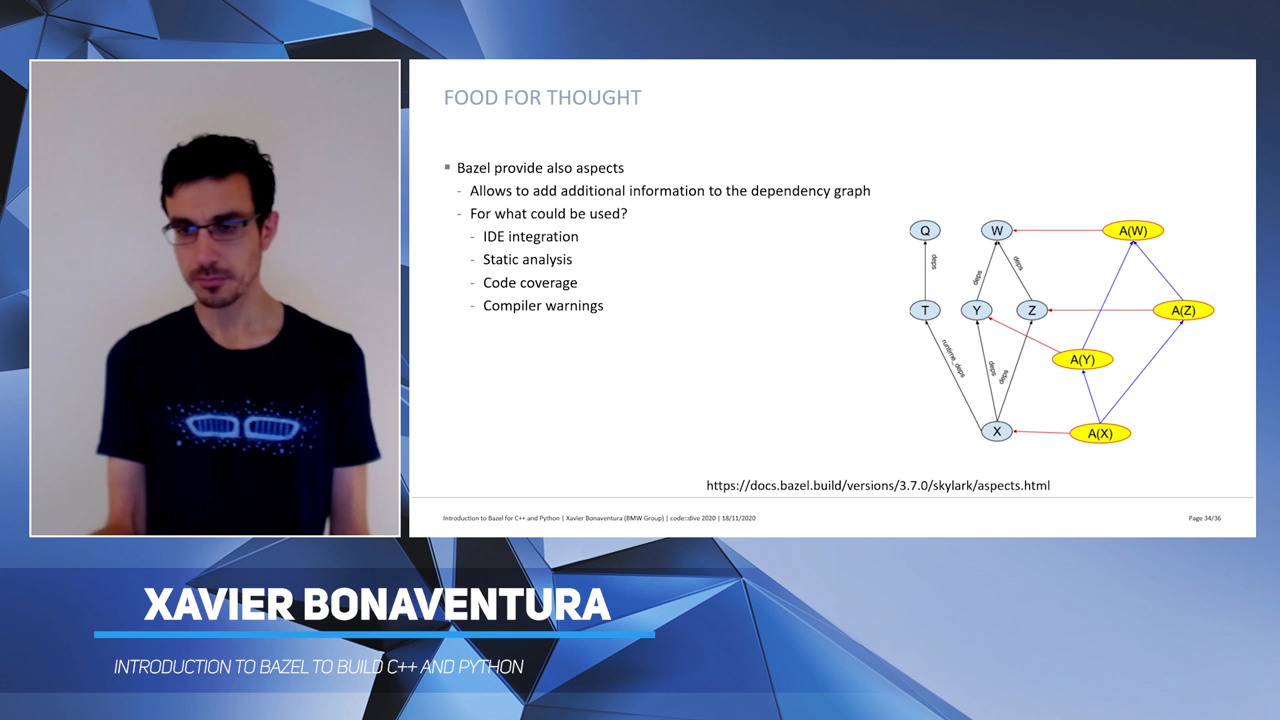 FOOD FOR THOUGHT
Bazel provide also aspects
- Allows to add additional information to the dependency graph
- For what could be used?
- IDE integration
- Static analysis
- Code coverage
- Compiler warnings
Q
W
A(W)
deps
deps
deps
T
Y
Z
A(Z)
runtime_deps
deps
deps
A(Y)
X
A(X)
https://docs.bazel.build/versions/3.7.0/skylark/aspects.html
Introduction to Bazel for C++ and Python | Xavier Bonaventura (BMW Group) | code::dive 2020 | 18/11/2020
Page 34/36
XAVIER BONAVENTURA
INTRODUCTION TO BAZEL TO BUILD C++ AND PYTHON